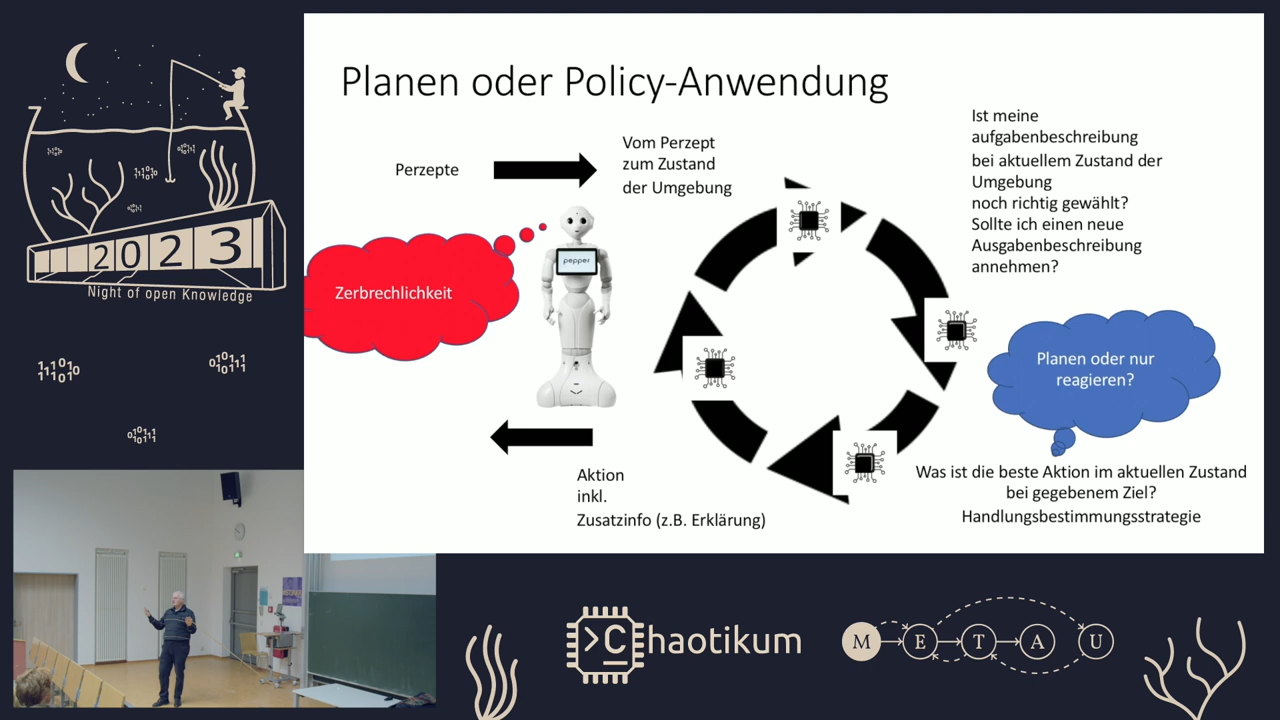 Planen oder Policy-Anwendung
Perzepte
Vom Perzept
zum Zustand
der Umgebung
Ist meine
aufgabenbeschreibung
bei aktuellem Zustand der
Umgebung
noch richtig gewählt?
Sollte ich einen neue
Ausgabenbeschreibung
annehmen?
Zerbrechlichkeit
pepper
Planen oder nur
reagieren?
Was ist die beste Aktion im aktuellen Zustand
bei gegebenem Ziel?
Handlungsbestimmungsstrategie
Aktion
inkl.
Zusatzinfo (z.B. Erklärung)
2023
Night of open Knowledge
>C haotikum
M E T A U